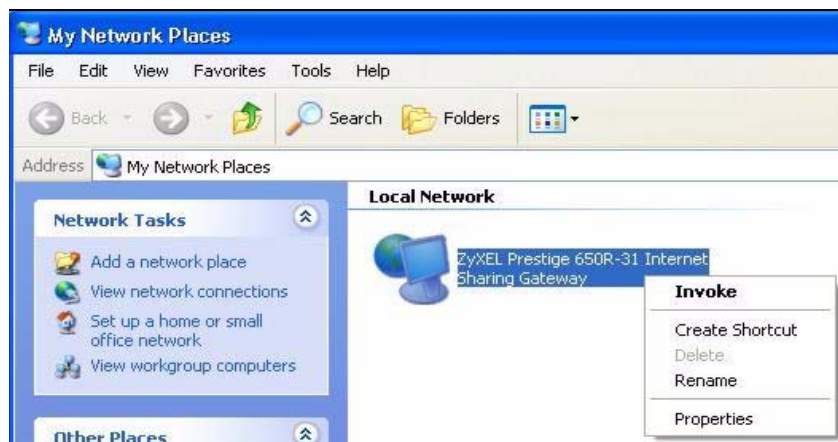 My Network Places
File Edit View Favorites Tools Help
Back Search Folders
Address My Network Places
Network Tasks
Add a network place
View network connections
Set up a home or small
office network
View workgroup computers
Other Places
Local Network
ZyXEL Prestige 650R-31 Internet
Sharing Gateway
Invoke
Create Shortcut
Delete
Rename
Properties